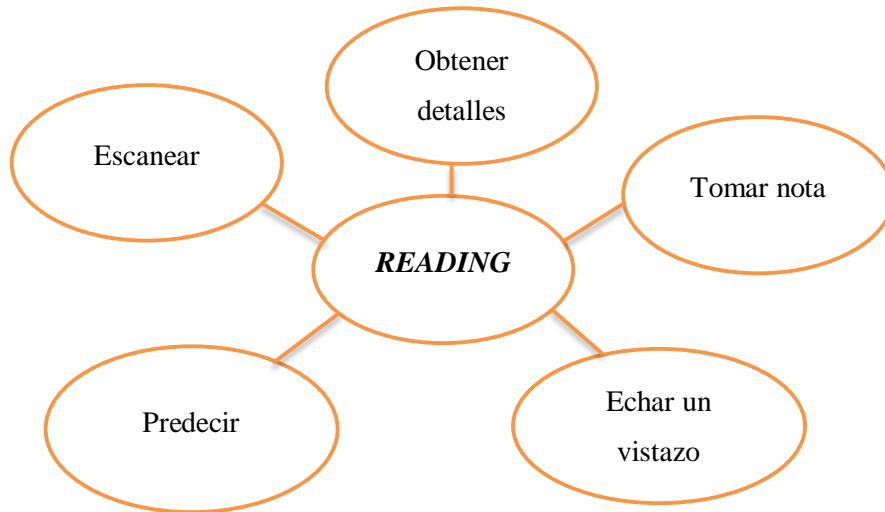 Obtener
detalles
Escanear
Tomar nota
READING
Predecir
Echar un
vistazo